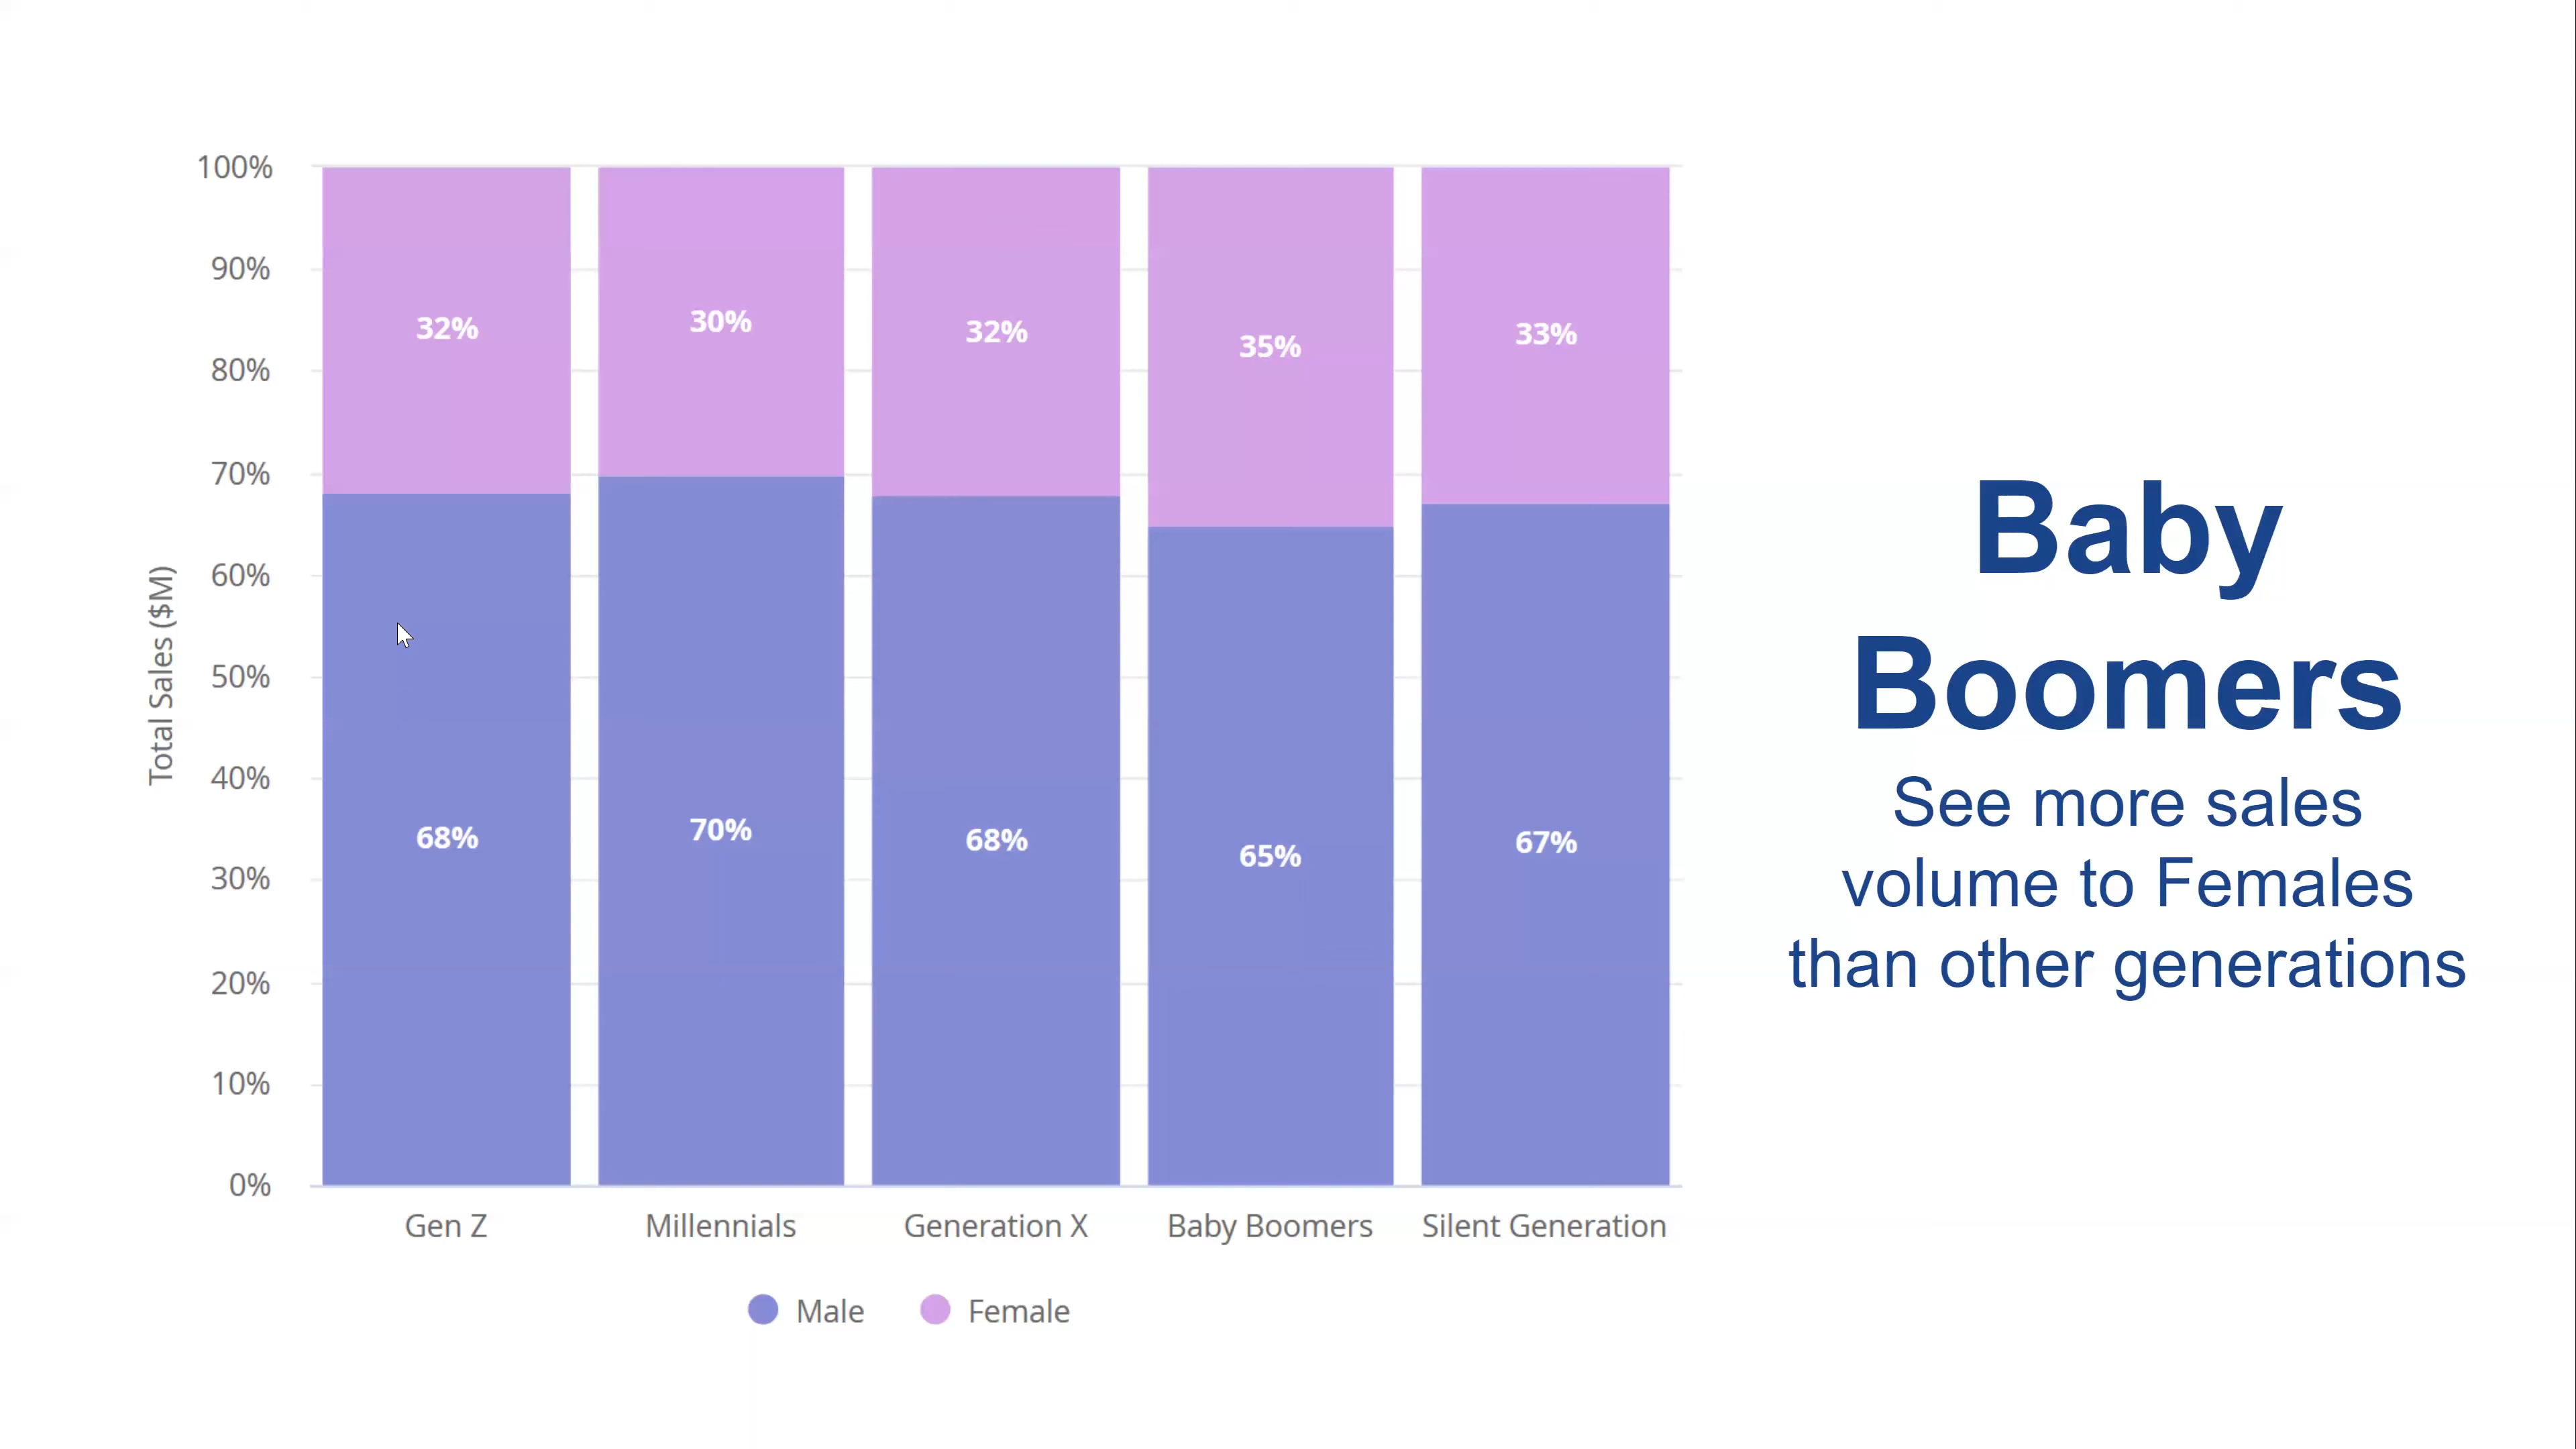 100%
90%
80%
70%
60%
50%
40%
30%
20%
10%
0%
Total Sales ($M)
32%
30%
32%
35%
33%
68%
70%
68%
65%
67%
Gen Z
Millennials
Generation X
Baby Boomers
Silent Generation
Male
Female
Baby
Boomers
See more sales
volume to Females
than other generations